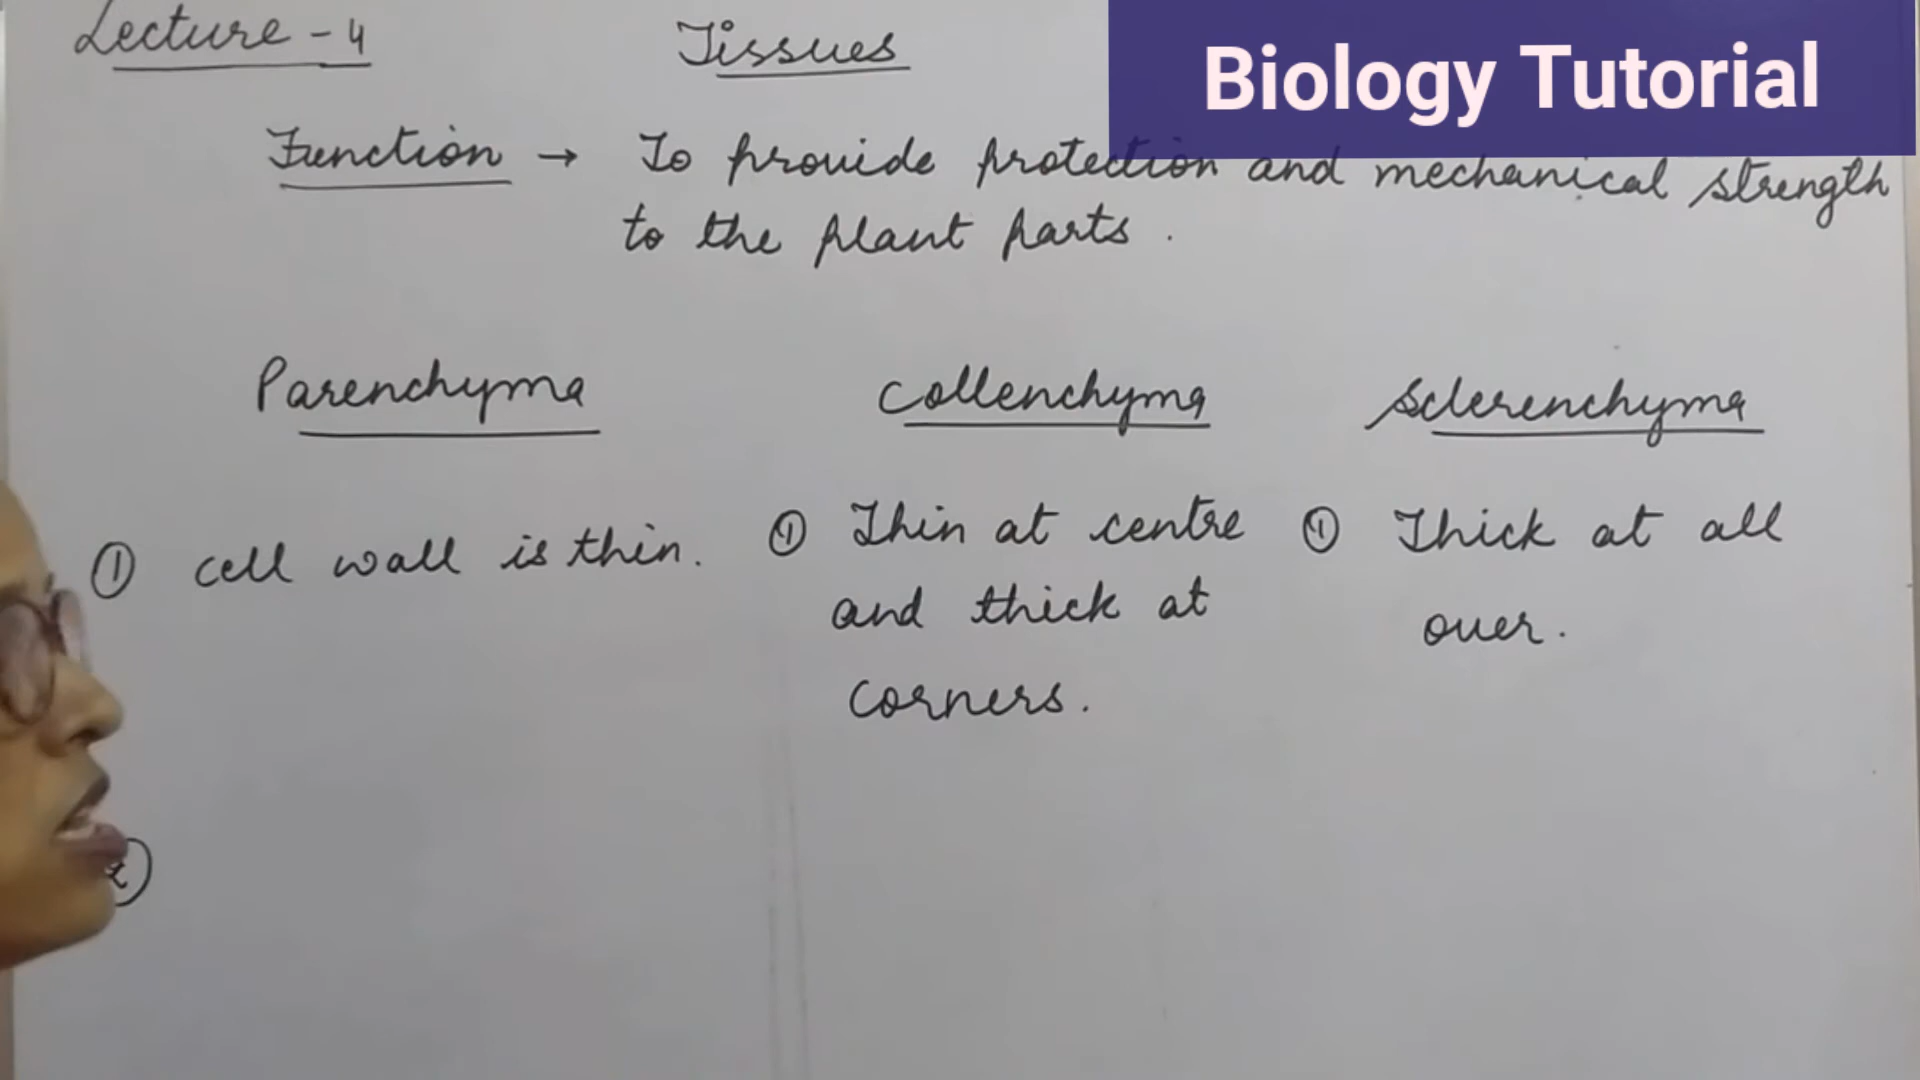 Lecture - 4
Tissues
Biology Tutorial
Function → To provide protection and mechanical strength
to the plant parts.
Parenchyma
Collenchyma
Sclerenchyma
① cell wall is thin.
① Thin at centre
and thick at
corners.
① Thick at all
over.
②